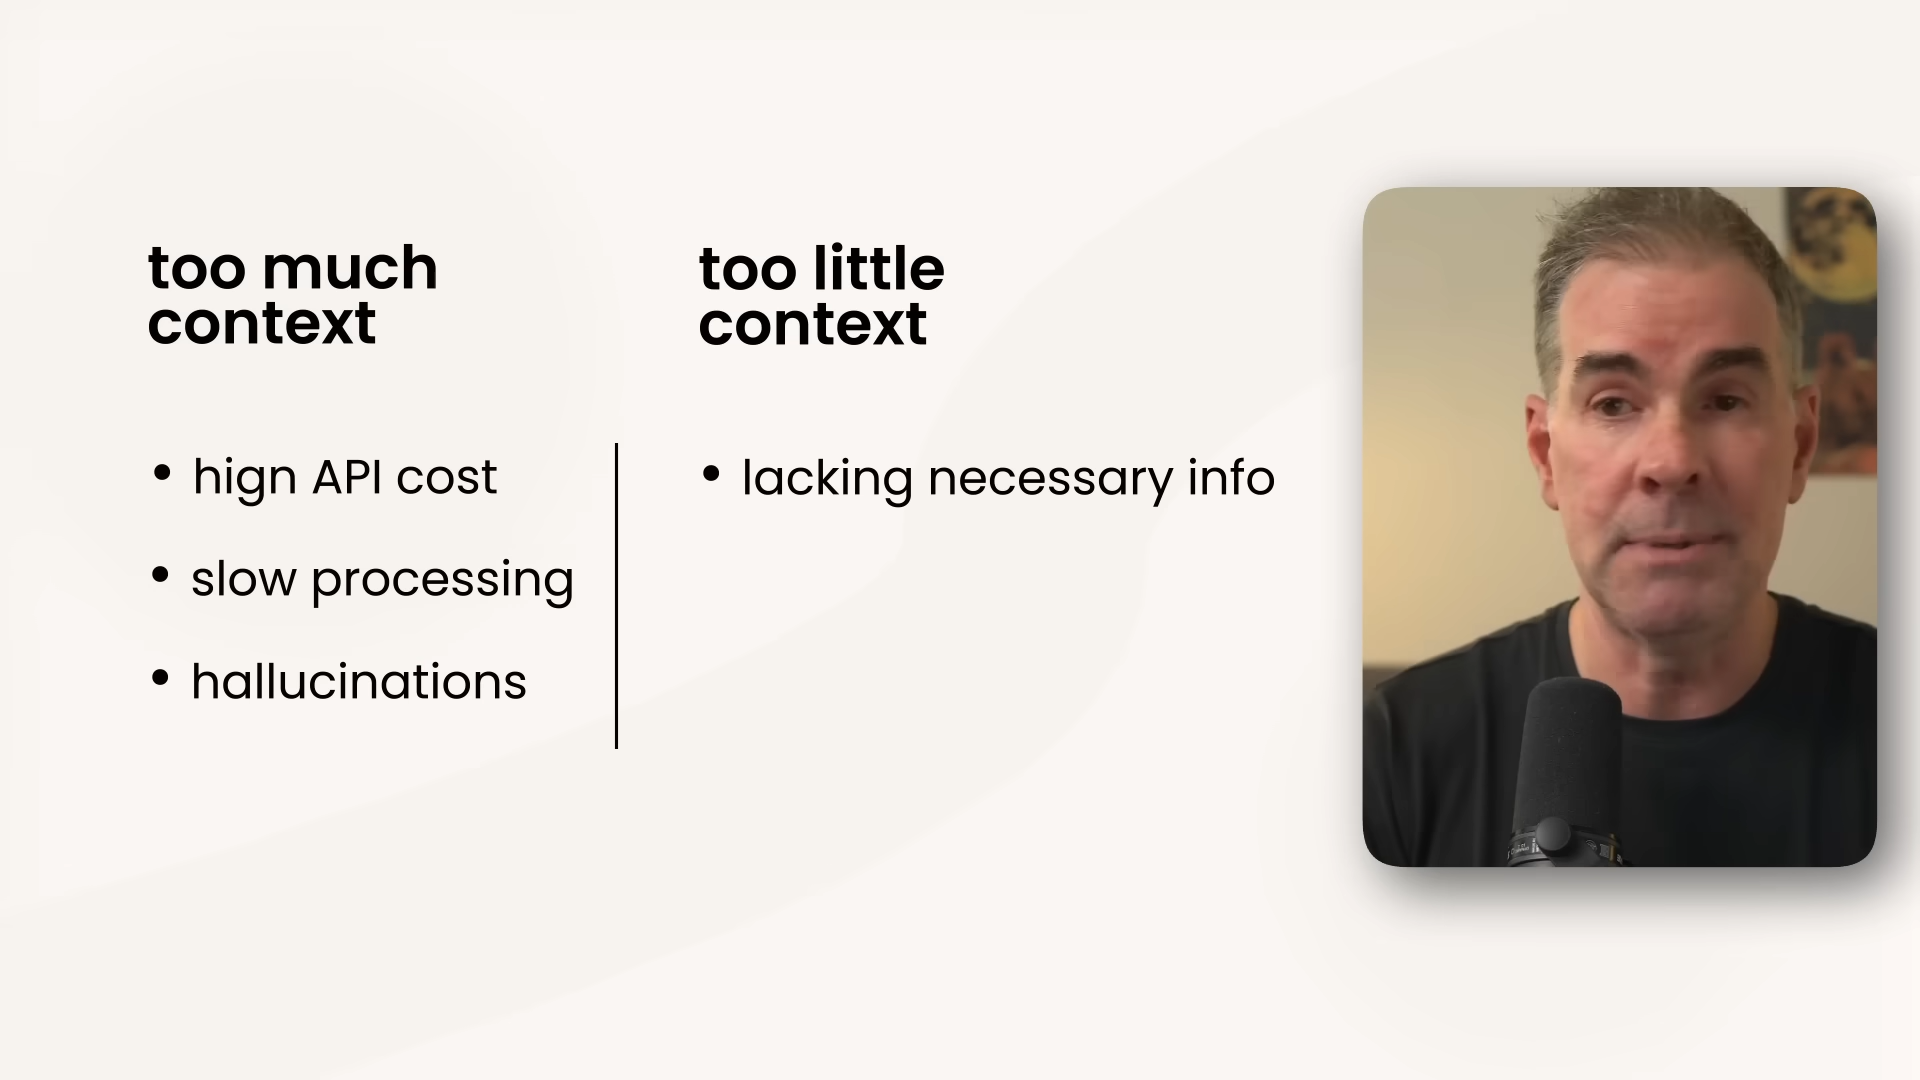 too much
context
• hign API cost
• slow processing
• hallucinations
too little
context
• lacking necessary info